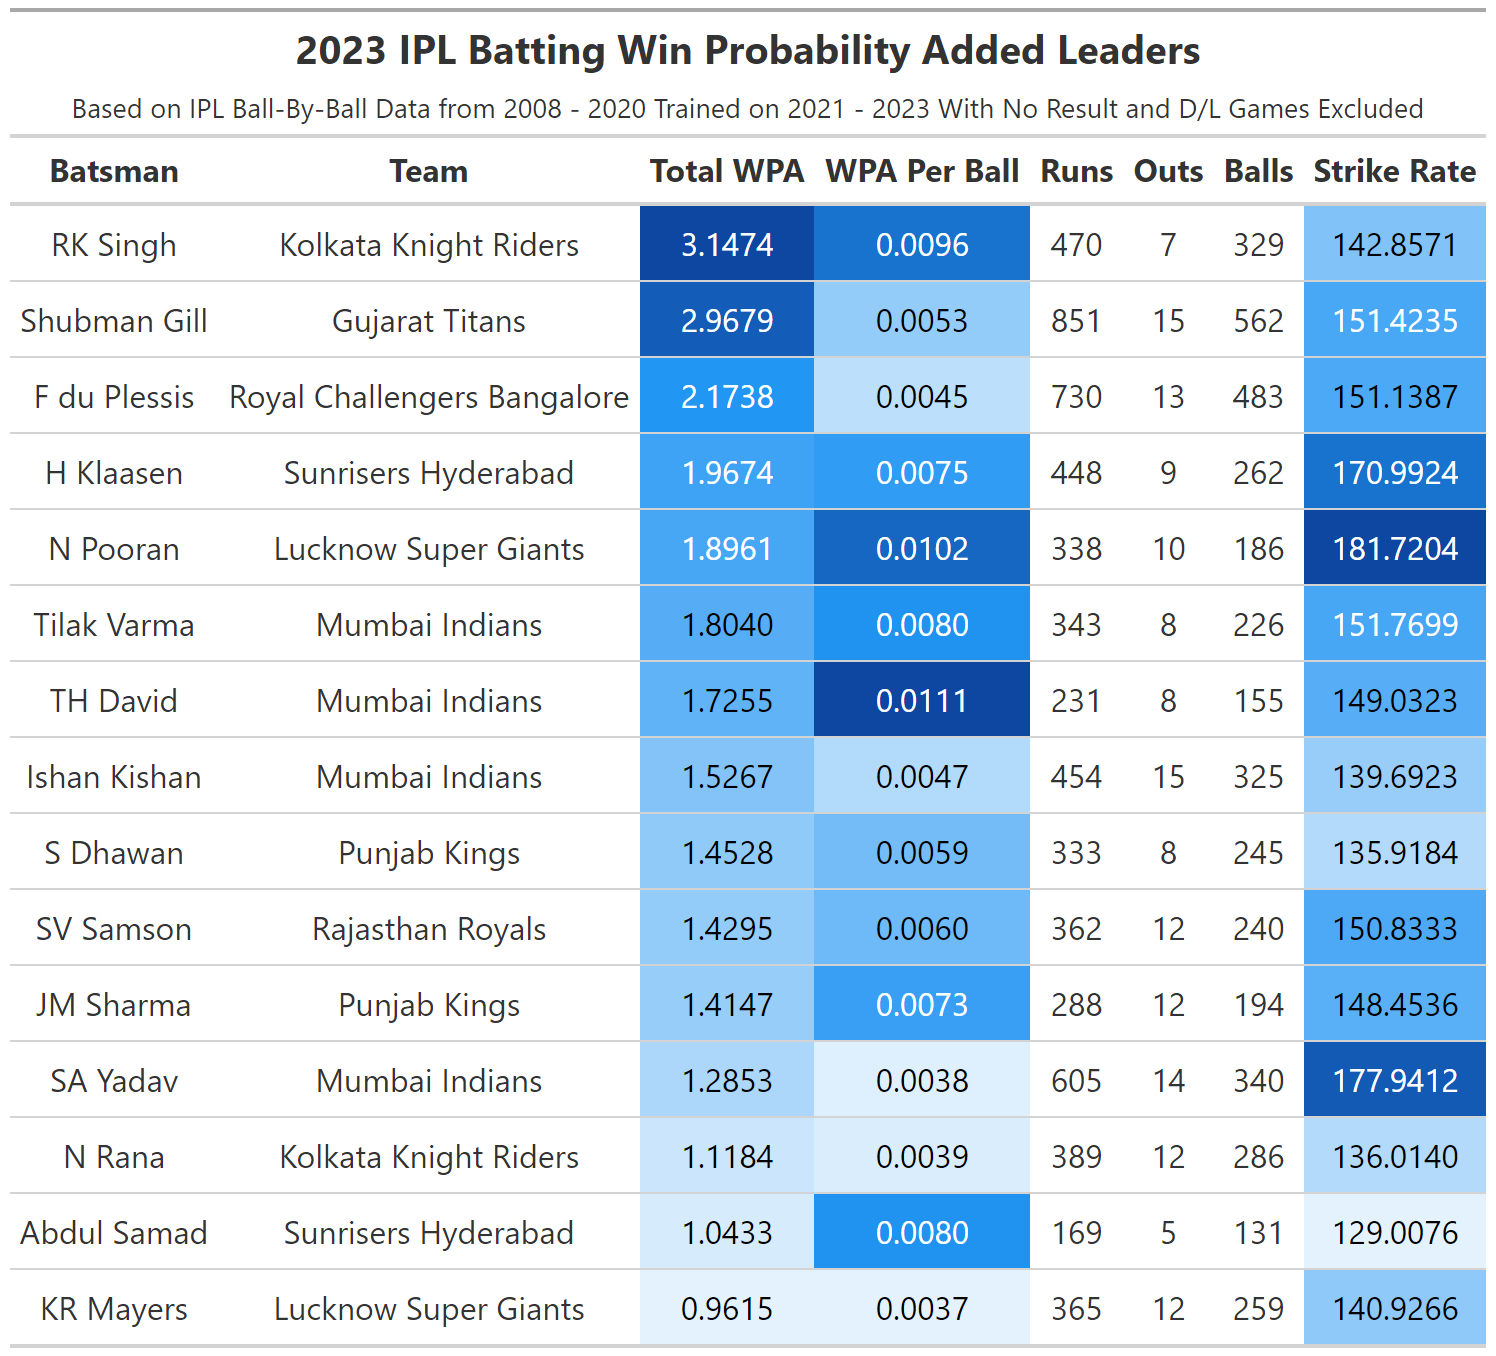 2023 IPL Batting Win Probability Added Leaders
Based on IPL Ball-By-Ball Data from 2008 - 2020 Trained on 2021 - 2023 With No Result and D/L Games Excluded
Batsman Team Total WPA WPA Per Ball Runs Outs Balls Strike Rate
RK Singh Kolkata Knight Riders 3.1474 0.0096 470 7 329 142.8571
Shubman Gill Gujarat Titans 2.9679 0.0053 851 15 562 151.4235
F du Plessis Royal Challengers Bangalore 2.1738 0.0045 730 13 483 151.1387
H Klaasen Sunrisers Hyderabad 1.9674 0.0075 448 9 262 170.9924
N Pooran Lucknow Super Giants 1.8961 0.0102 338 10 186 181.7204
Tilak Varma Mumbai Indians 1.8040 0.0080 343 8 226 151.7699
TH David Mumbai Indians 1.7255 0.0111 231 8 155 149.0323
Ishan Kishan Mumbai Indians 1.5267 0.0047 454 15 325 139.6923
S Dhawan Punjab Kings 1.4528 0.0059 333 8 245 135.9184
SV Samson Rajasthan Royals 1.4295 0.0060 362 12 240 150.8333
JM Sharma Punjab Kings 1.4147 0.0073 288 12 194 148.4536
SA Yadav Mumbai Indians 1.2853 0.0038 605 14 340 177.9412
N Rana Kolkata Knight Riders 1.1184 0.0039 389 12 286 136.0140
Abdul Samad Sunrisers Hyderabad 1.0433 0.0080 169 5 131 129.0076
KR Mayers Lucknow Super Giants 0.9615 0.0037 365 12 259 140.9266